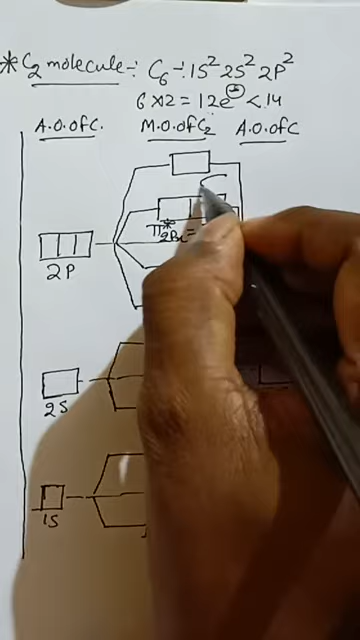 *C₂ molecule-: C₆-: 1S² 2S² 2P²
6×2 = 12e⊖ < 14
A.O.of C. M.O.of C₂ A.O.of C
π*2Px=
2P
2S
1S